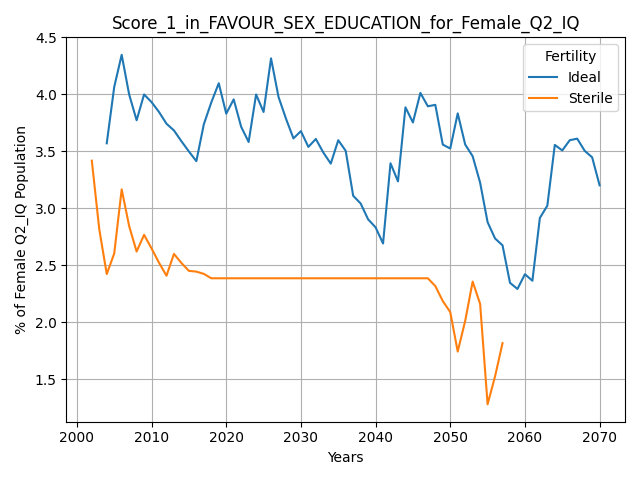 Score_1_in_FAVOUR_SEX_EDUCATION_for_Female_Q2_IQ
% of Female Q2_IQ Population
4.5
4.0
3.5
3.0
2.5
2.0
1.5
Fertility
Ideal
Sterile
2000 2010 2020 2030 2040 2050 2060 2070
Years